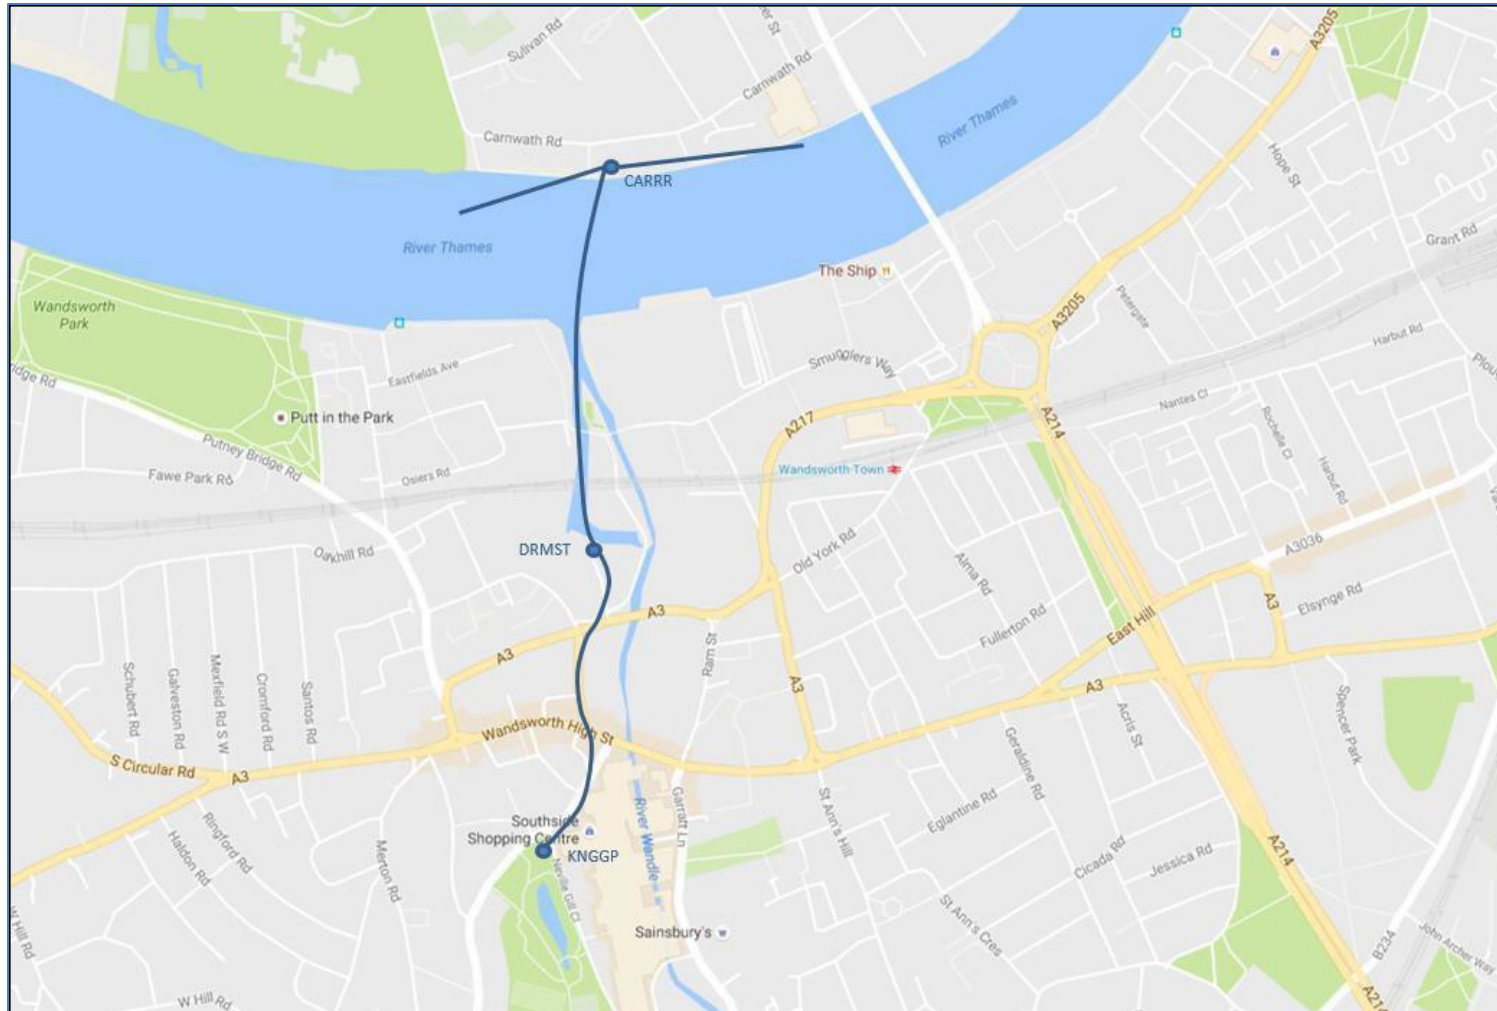 Sulivan Rd
Carnwath Rd
A3205
Carnwath Rd
CARRR
River Thames
River Thames
Hope St
Grant Rd
The Ship
Wandsworth
Park
Petergate
A3205
Harbut Rd
Smugglers Way
Eastfields Ave
Nantes Cl
Putt in the Park
A217
A214
Rochelle Cl
Putney Bridge Rd
Wandsworth Town
Harbut Rd
Fawe Park Rd
Osiers Rd
Oakhill Rd
DRMST
Old York Rd
Alma Rd
A3036
A3
Elsynge Rd
A3
Fullerton Rd
East Hill
Ram St
A3
Schubert Rd
Galveston Rd
Mexfield Rd S W
Cromford Rd
Santos Rd
A3
A3
Spencer Park
Acris St
Wandsworth High St
Geraldine Rd
S Circular Rd
A3
Southside
Shopping Centre
KNGGP
River Wandle
Garratt Ln
St Ann's Hill
Eglantine Rd
Ringford Rd
Haldon Rd
Merton Rd
Neville Gill Cl
Cicada Rd
Jessica Rd
A214
Sainsbury's
St Ann's Cres
W Hill Rd
B234
John Archer Way
W Hill Rd